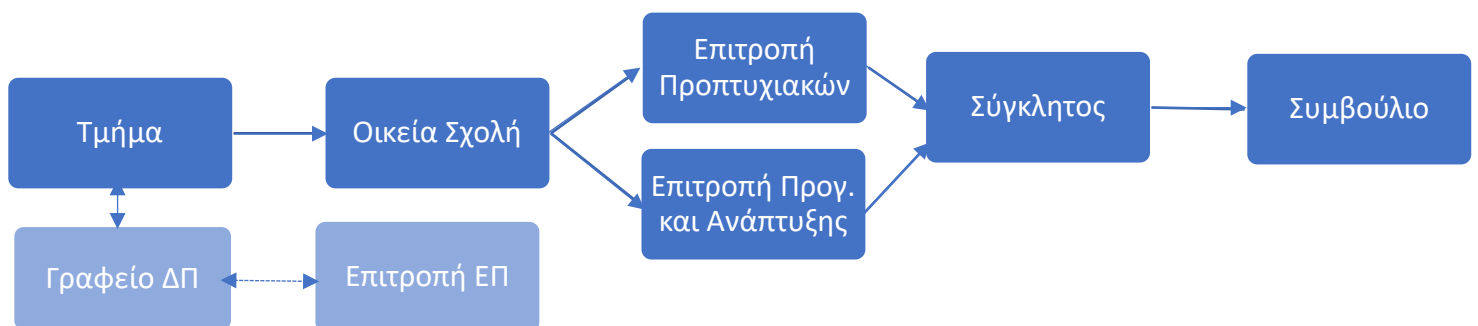 Τμήμα
Οικεία Σχολή
Επιτροπή
Προπτυχιακών
Επιτροπή Προγ.
και Ανάπτυξης
Σύγκλητος
Συμβούλιο
Γραφείο ΔΠ
Επιτροπή ΕΠ